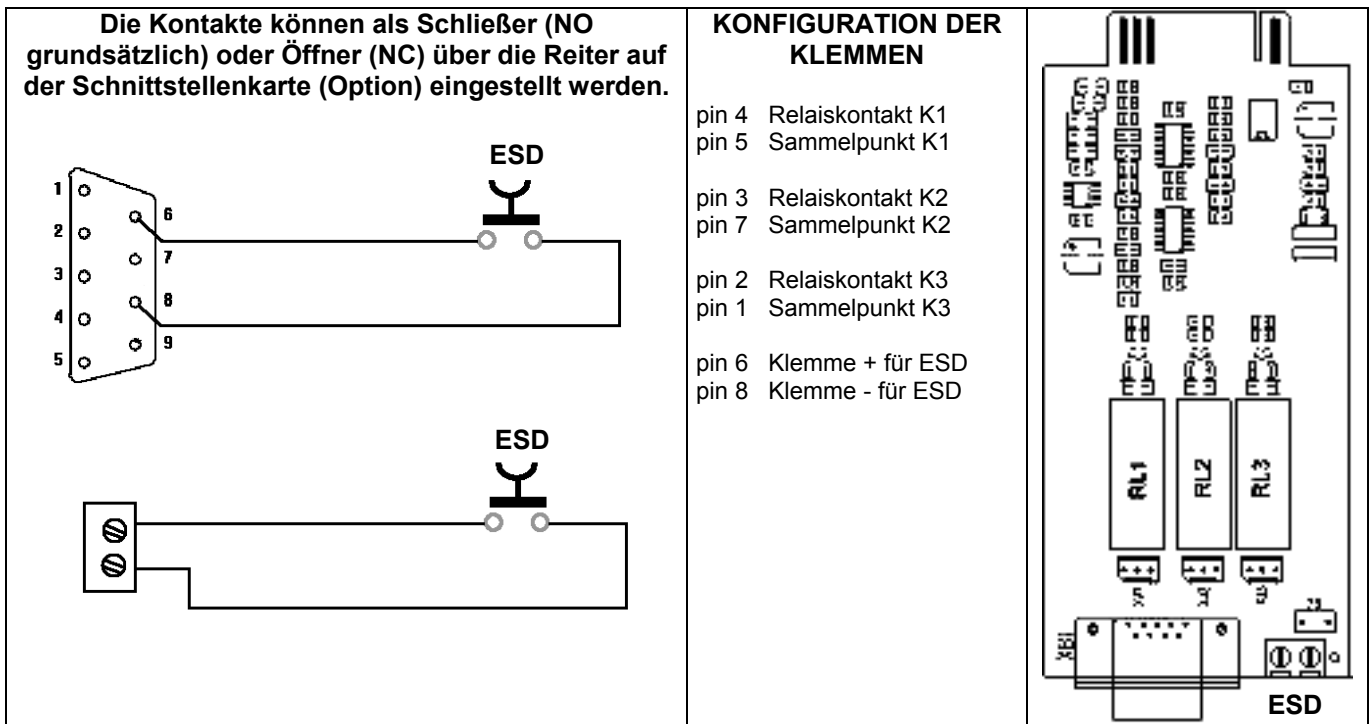 Die Kontakte können als Schließer (NO
grundsätzlich) oder Öffner (NC) über die Reiter auf
der Schnittstellenkarte (Option) eingestellt werden.
ESD
1
2
3
4
5
6
7
8
9
ESD
KONFIGURATION DER
KLEMMEN
pin 4 Relaiskontakt K1
pin 5 Sammelpunkt K1
pin 3 Relaiskontakt K2
pin 7 Sammelpunkt K2
pin 2 Relaiskontakt K3
pin 1 Sammelpunkt K3
pin 6 Klemme + für ESD
pin 8 Klemme - für ESD
RL1
RL2
RL3
ESD